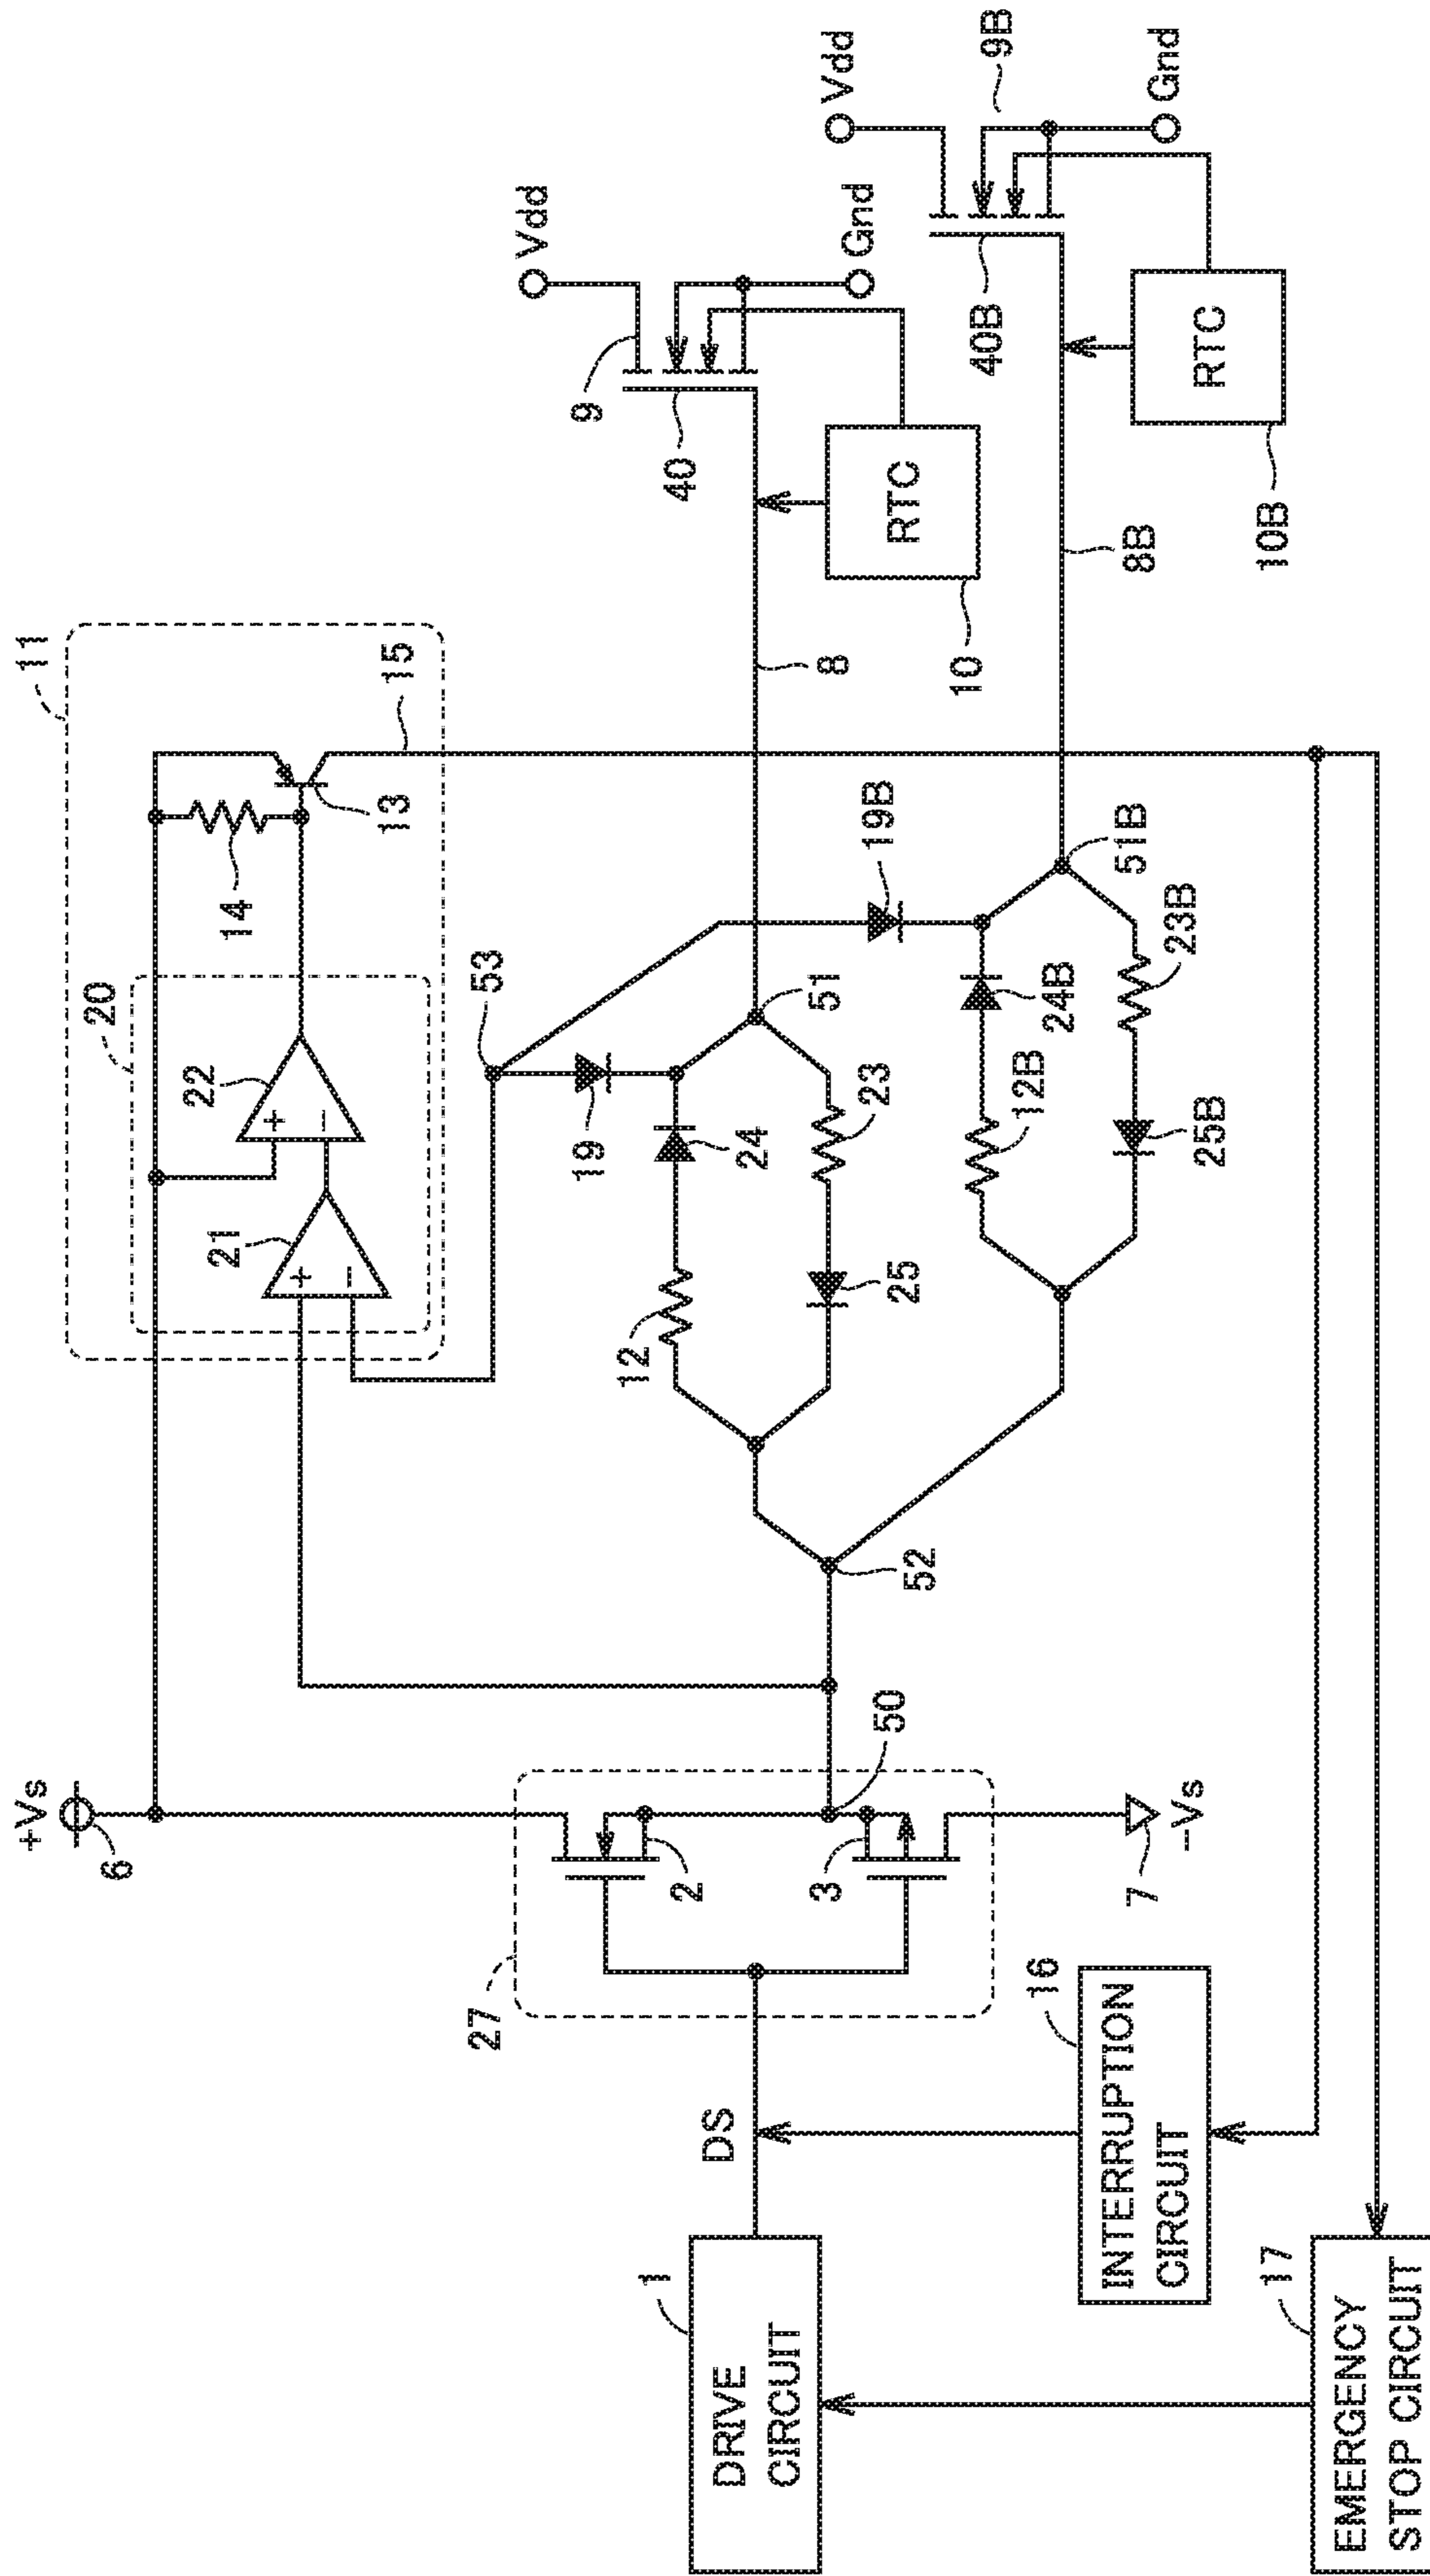 +Vs
6
11
20
21
22
14
13
15
Vdd
9
40
Gnd
Vdd
9B
40B
Gnd
27
2
3
50
52
12
24
19
53
51
25
23
8
RTC
10
12B
24B
19B
51B
25B
23B
8B
RTC
10B
7
-Vs
DS
1
DRIVE
CIRCUIT
16
INTERRUPTION
CIRCUIT
17
EMERGENCY
STOP CIRCUIT
+
−
+
−